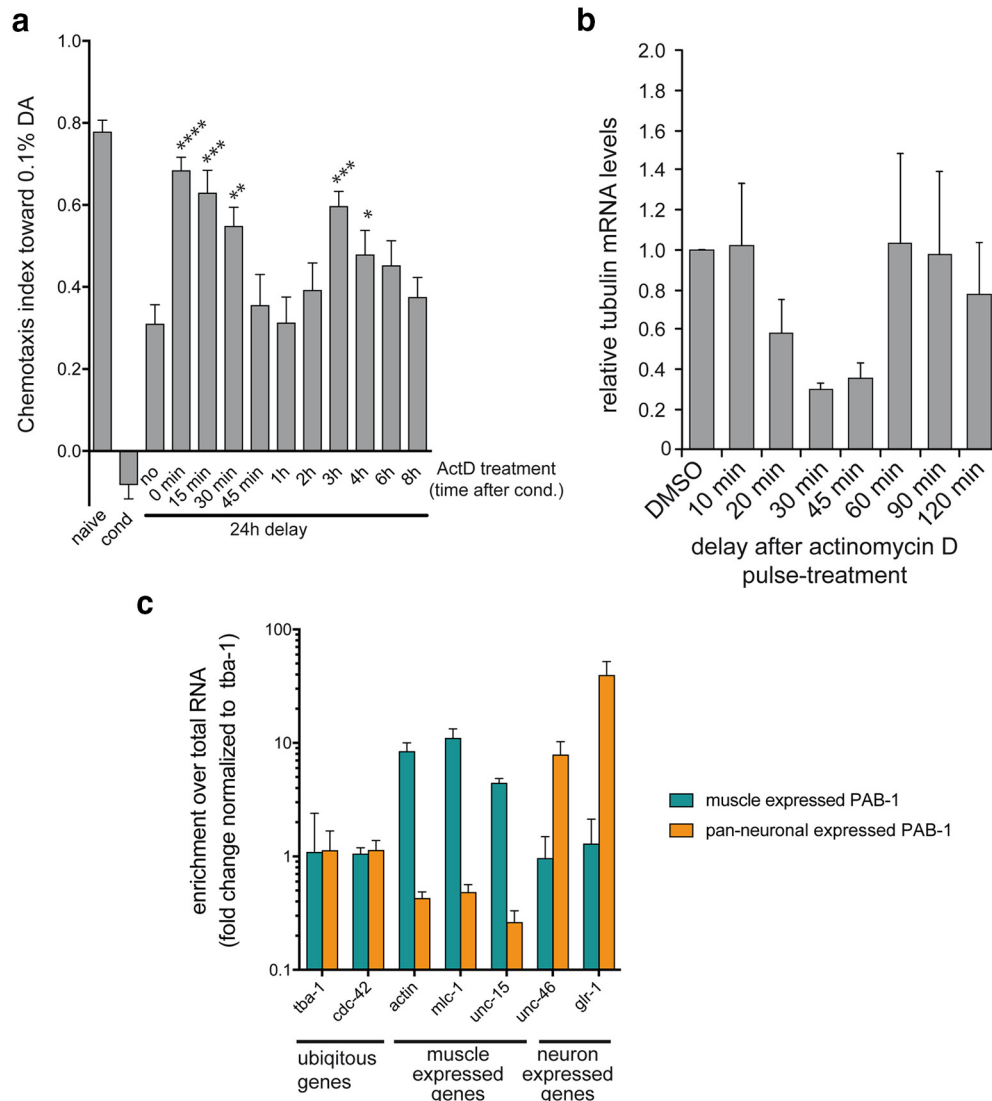 a
Chemotaxis index toward 0.1% DA
1.0
0.8
0.6
0.4
0.2
0.0
****
***
**
***
*
naive
cond
no
0 min
15 min
30 min
45 min
1h
2h
3h
4h
6h
8h
ActD treatment
(time after cond.)
24h delay
b
relative tubulin mRNA levels
2.0
1.8
1.6
1.4
1.2
1.0
0.8
0.6
0.4
0.2
0
DMSO
10 min
20 min
30 min
45 min
60 min
90 min
120 min
delay after actinomycin D
pulse-treatment
c
enrichment over total RNA
(fold change normalized to tba-1)
100
10
1
0.1
tba-1
cdc-42
actin
mlc-1
unc-15
unc-46
glr-1
ubiqitous
genes
muscle
expressed
genes
neuron
expressed
genes
muscle expressed PAB-1
pan-neuronal expressed PAB-1